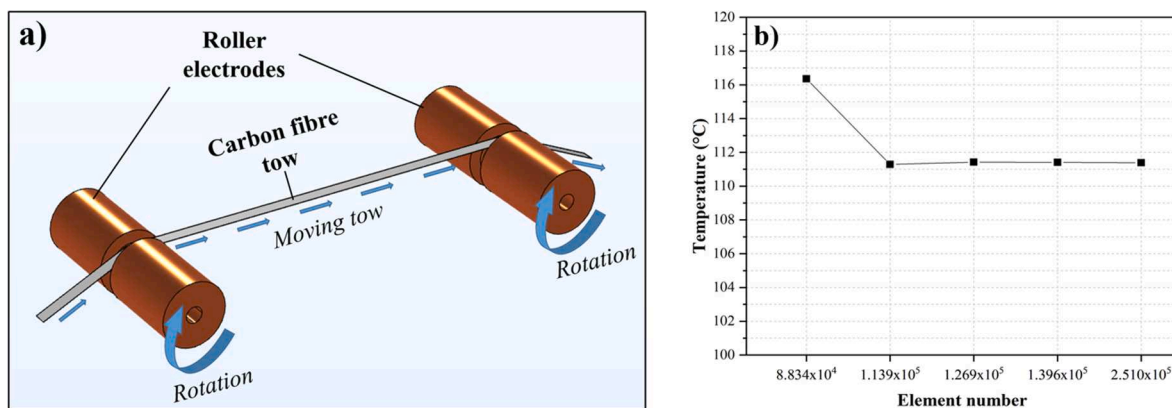 a)
Roller
electrodes
Carbon fibre
tow
Moving tow
Rotation
Rotation
b)
Temperature (°C)
120
118
116
114
112
110
108
106
104
102
100
8.834x10⁴ 1.139x10⁵ 1.269x10⁵ 1.396x10⁵ 2.510x10⁵
Element number